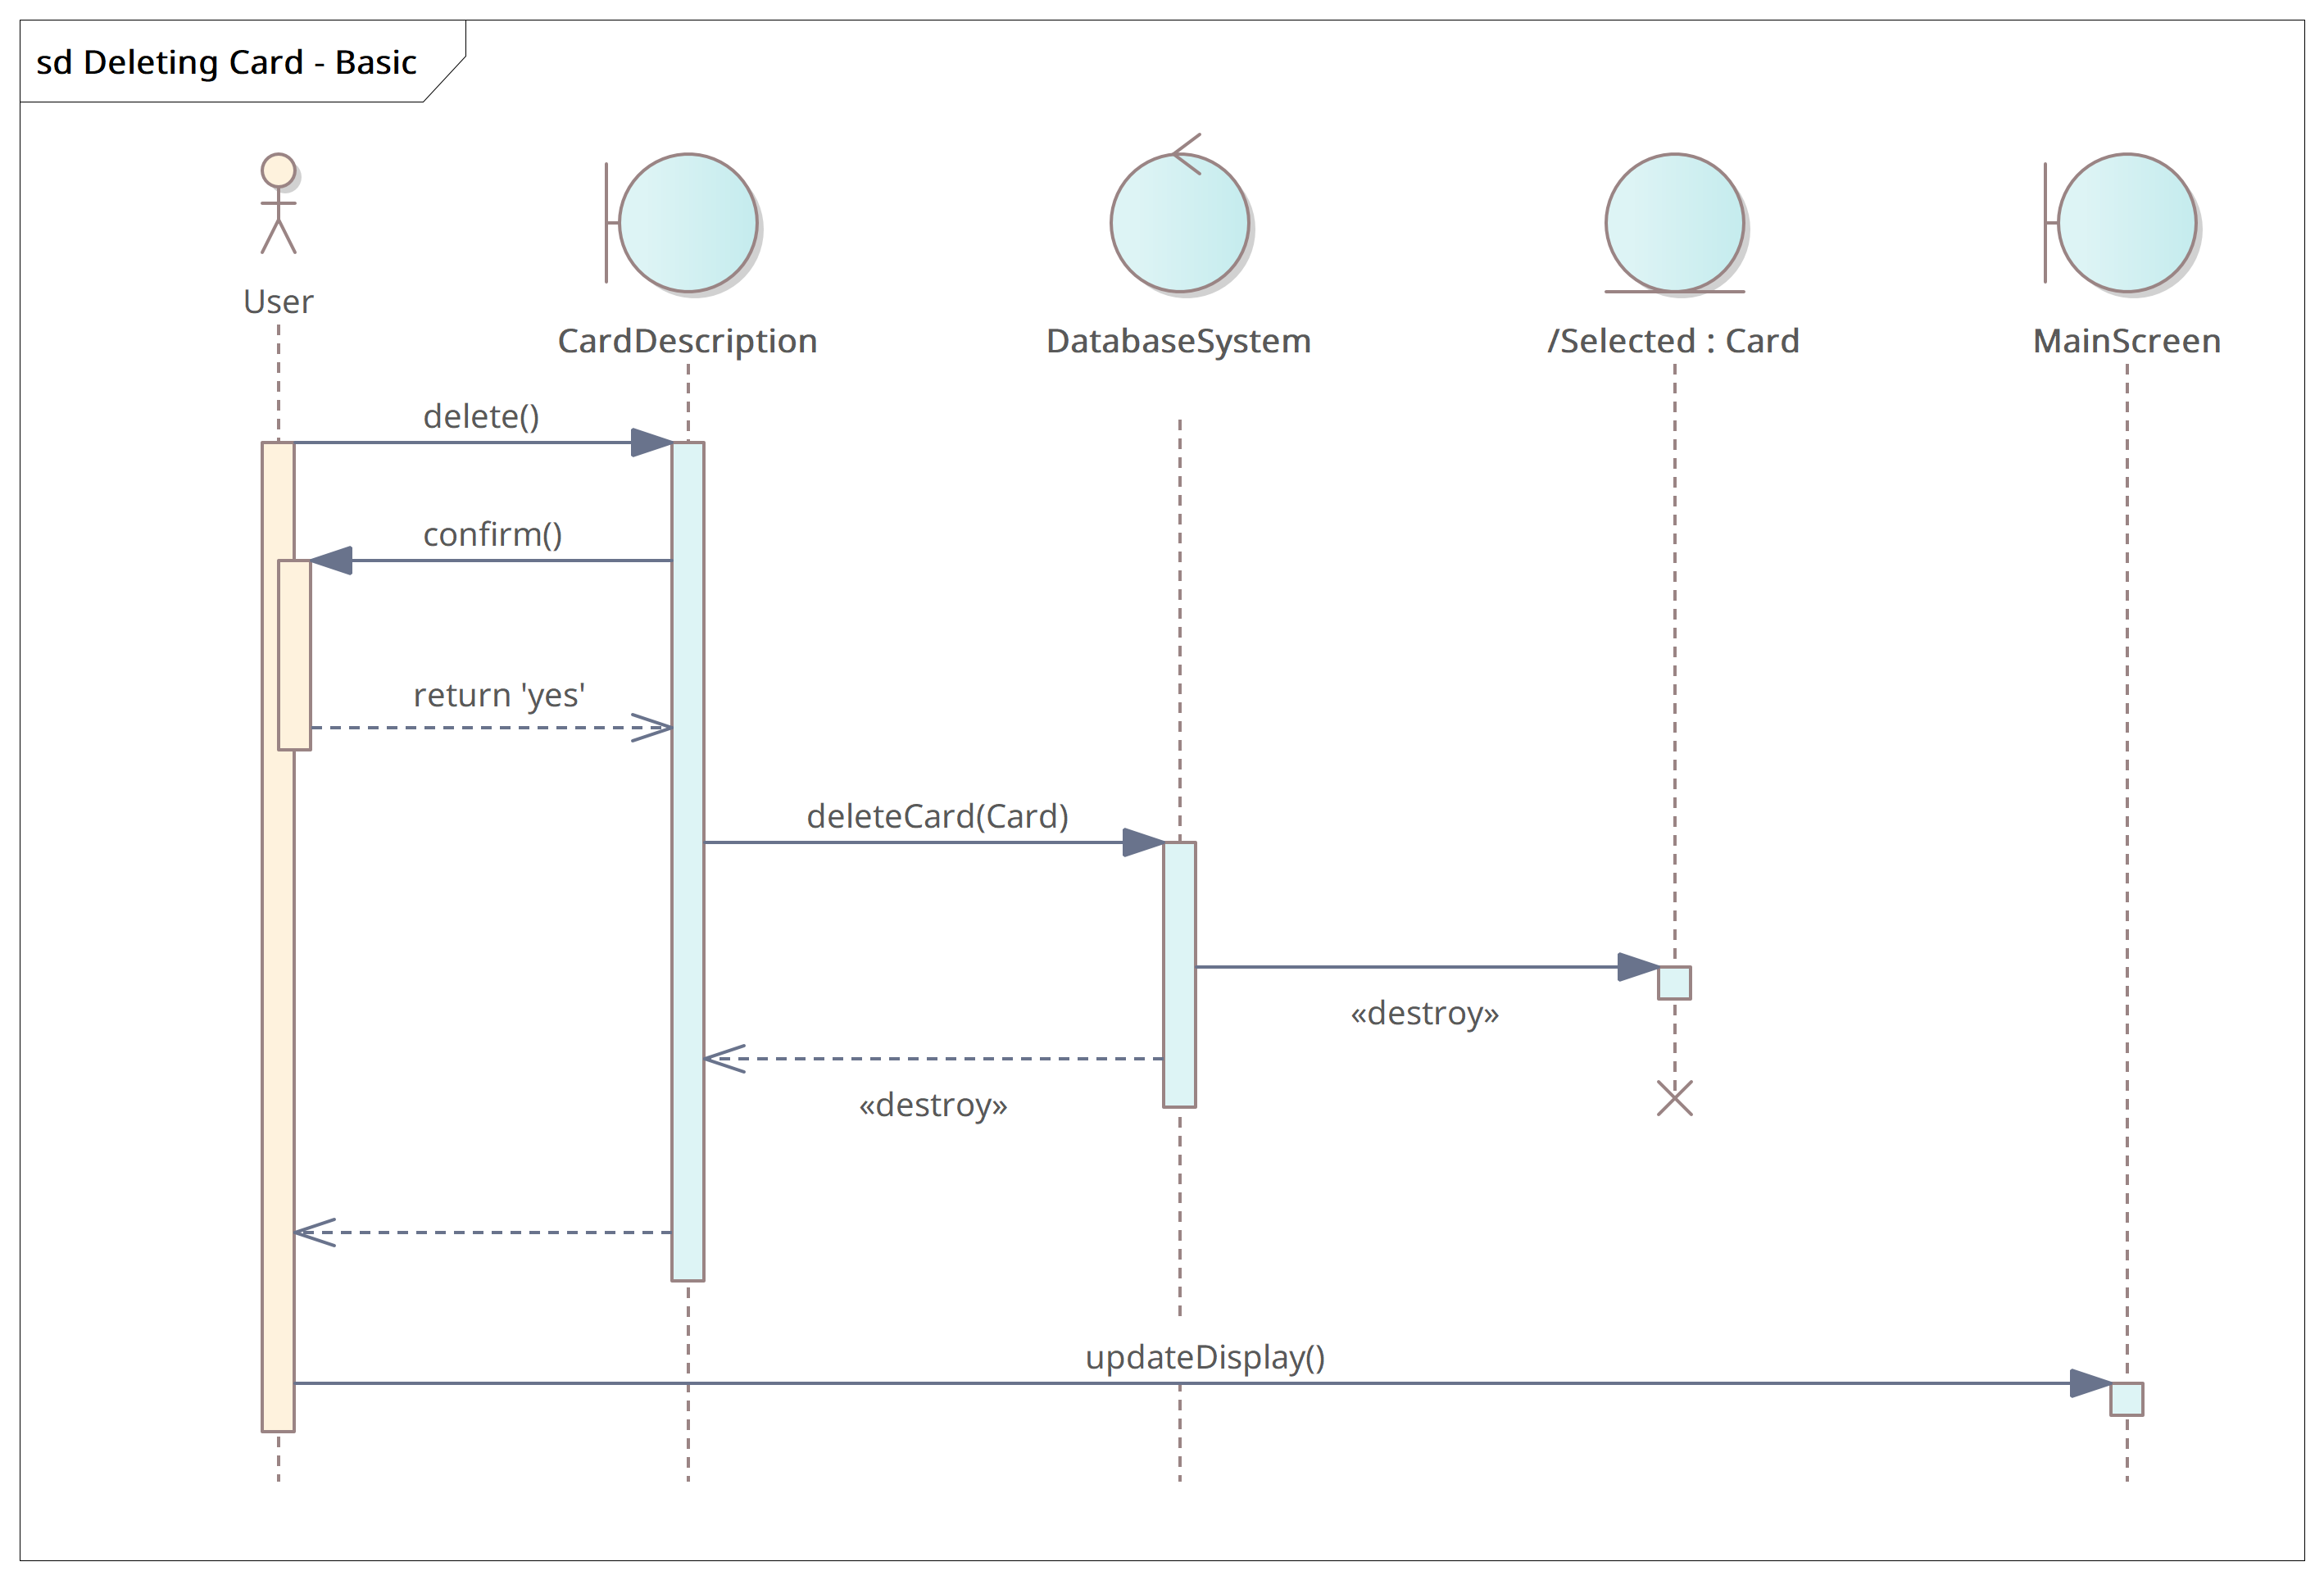 sd Deleting Card - Basic
User
CardDescription
DatabaseSystem
/Selected : Card
MainScreen
delete()
confirm()
return 'yes'
deleteCard(Card)
«destroy»
«destroy»
updateDisplay()